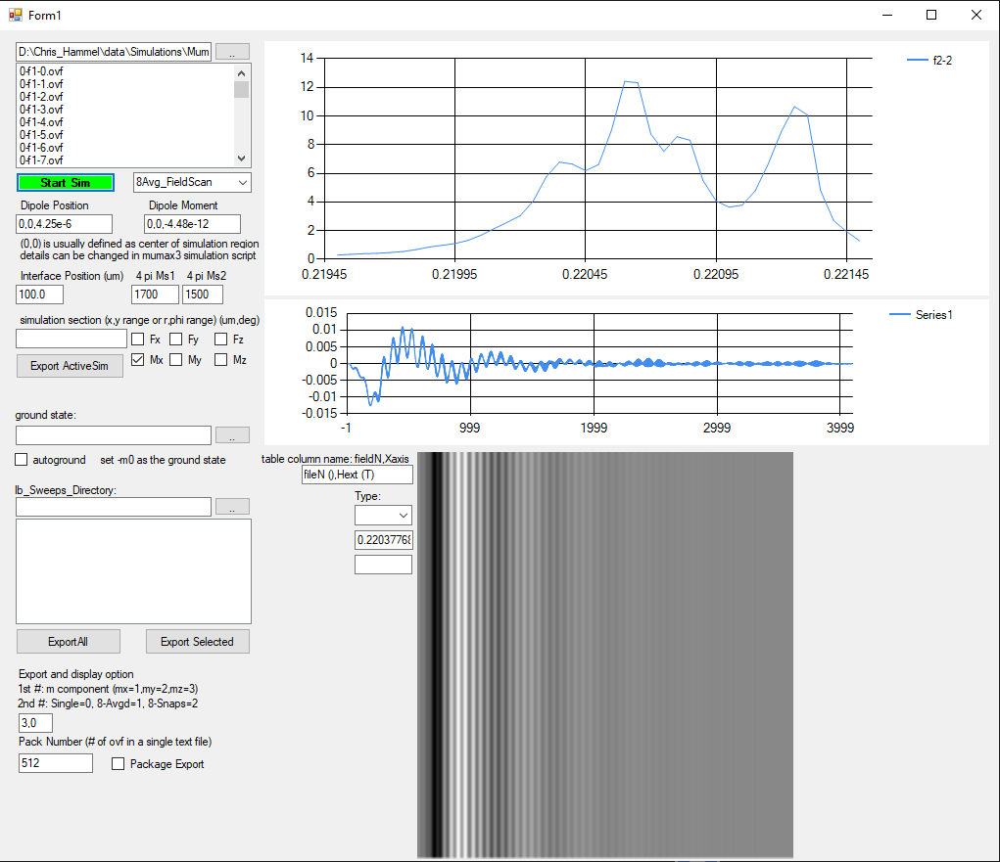 Form1
D:\Chris_Hammel\data\Simulations\Mum
..
0-f1-0.ovf
0-f1-1.ovf
0-f1-2.ovf
0-f1-3.ovf
0-f1-4.ovf
0-f1-5.ovf
0-f1-6.ovf
0-f1-7.ovf
Start Sim
8Avg_FieldScan
Dipole Position
Dipole Moment
0,0,4.25e-6
0,0,-4.48e-12
(0,0) is usually defined as center of simulation region
details can be changed in mumax3 simulation script
Interface Position (um)
4 pi Ms1
4 pi Ms2
100.0
1700
1500
simulation section (x,y range or r,phi range) (um,deg)
Fx
Fy
Fz
Export ActiveSim
Mx
My
Mz
ground state:
..
autoground
set -m0 as the ground state
lb_Sweeps_Directory:
..
ExportAll
Export Selected
Export and display option
1st #: m component (mx=1,my=2,mz=3)
2nd #: Single=0, 8-Avgd=1, 8-Snaps=2
3,0
Pack Number (# of ovf in a single text file)
512
Package Export
14
12
10
8
6
4
2
0
0.21945
0.21995
0.22045
0.22095
0.22145
f2-2
0.015
0.01
0.005
0
-0.005
-0.01
-0.015
-1
999
1999
2999
3999
Series1
table column name: fieldN,Xaxis
fileN (),Hext (T)
Type:
0.22037768